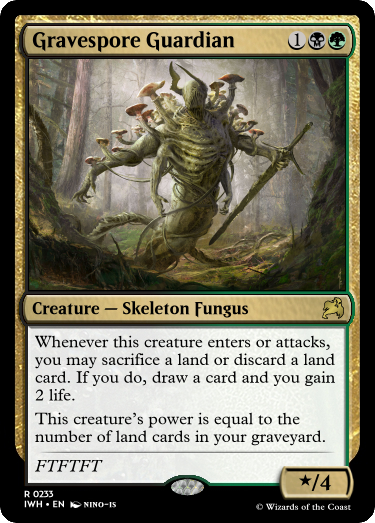 Gravespore Guardian 1
Creature — Skeleton Fungus
Whenever this creature enters or attacks,
you may sacrifice a land or discard a land
card. If you do, draw a card and you gain
2 life.
This creature's power is equal to the
number of land cards in your graveyard.
FTFTFT
★/4
R 0233
IWH • EN NINO-IS
© Wizards of the Coast